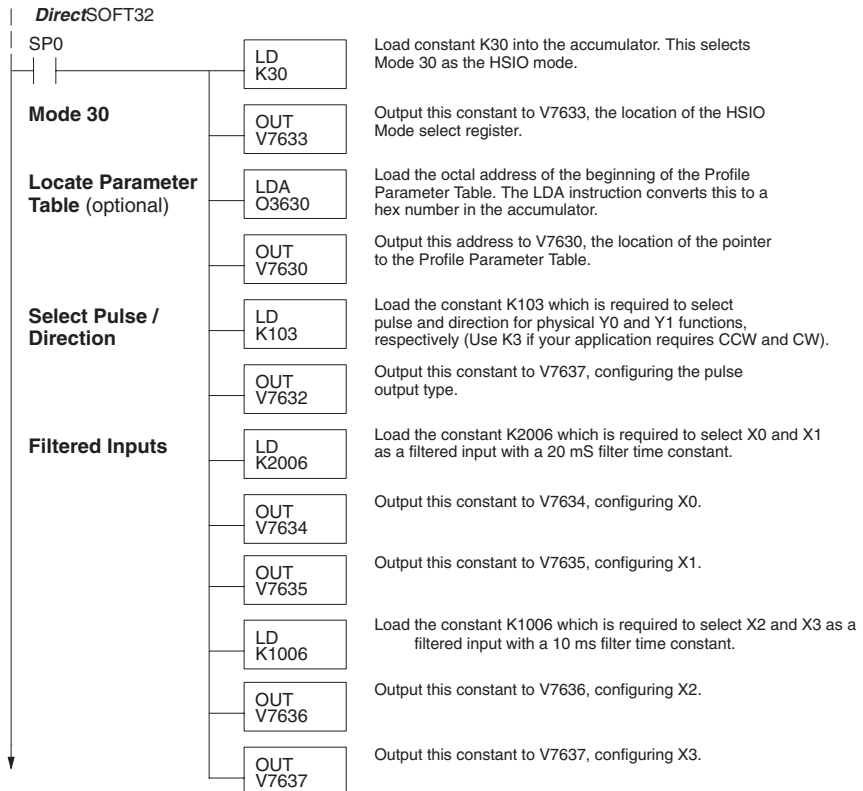 DirectSOFT32
SP0
LD
K30
Load constant K30 into the accumulator. This selects
Mode 30 as the HSIO mode.
Mode 30
OUT
V7633
Output this constant to V7633, the location of the HSIO
Mode select register.
Locate Parameter
Table (optional)
LDA
O3630
Load the octal address of the beginning of the Profile
Parameter Table. The LDA instruction converts this to a
hex number in the accumulator.
OUT
V7630
Output this address to V7630, the location of the pointer
to the Profile Parameter Table.
Select Pulse /
Direction
LD
K103
Load the constant K103 which is required to select
pulse and direction for physical Y0 and Y1 functions,
respectively (Use K3 if your application requires CCW and CW).
OUT
V7632
Output this constant to V7637, configuring the pulse
output type.
Filtered Inputs
LD
K2006
Load the constant K2006 which is required to select X0 and X1
as a filtered input with a 20 mS filter time constant.
OUT
V7634
Output this constant to V7634, configuring X0.
OUT
V7635
Output this constant to V7635, configuring X1.
LD
K1006
Load the constant K1006 which is required to select X2 and X3 as a
filtered input with a 10 ms filter time constant.
OUT
V7636
Output this constant to V7636, configuring X2.
OUT
V7637
Output this constant to V7637, configuring X3.